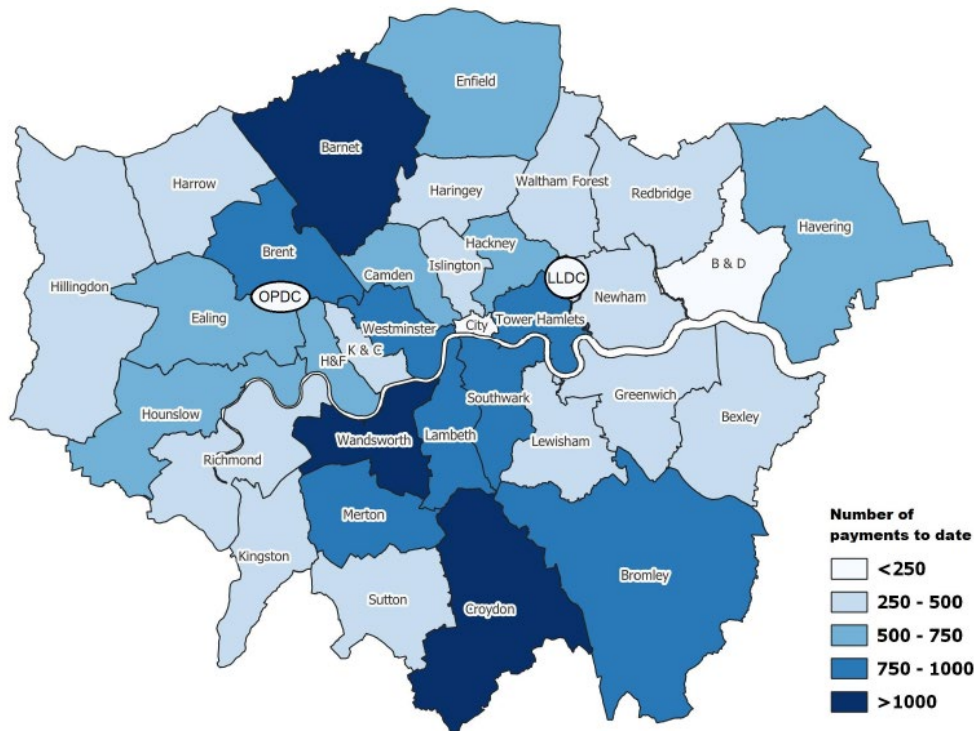 Enfield
Barnet
Harrow
Haringey
Waltham Forest
Redbridge
Havering
Brent
Hackney
Camden
Islington
B & D
Hillingdon
OPDC
LLDC
Newham
Ealing
Westminster
City
Tower Hamlets
H&F
K & C
Hounslow
Southwark
Greenwich
Bexley
Wandsworth
Lambeth
Lewisham
Richmond
Merton
Kingston
Sutton
Croydon
Bromley
Number of
payments to date
<250
250 - 500
500 - 750
750 - 1000
>1000